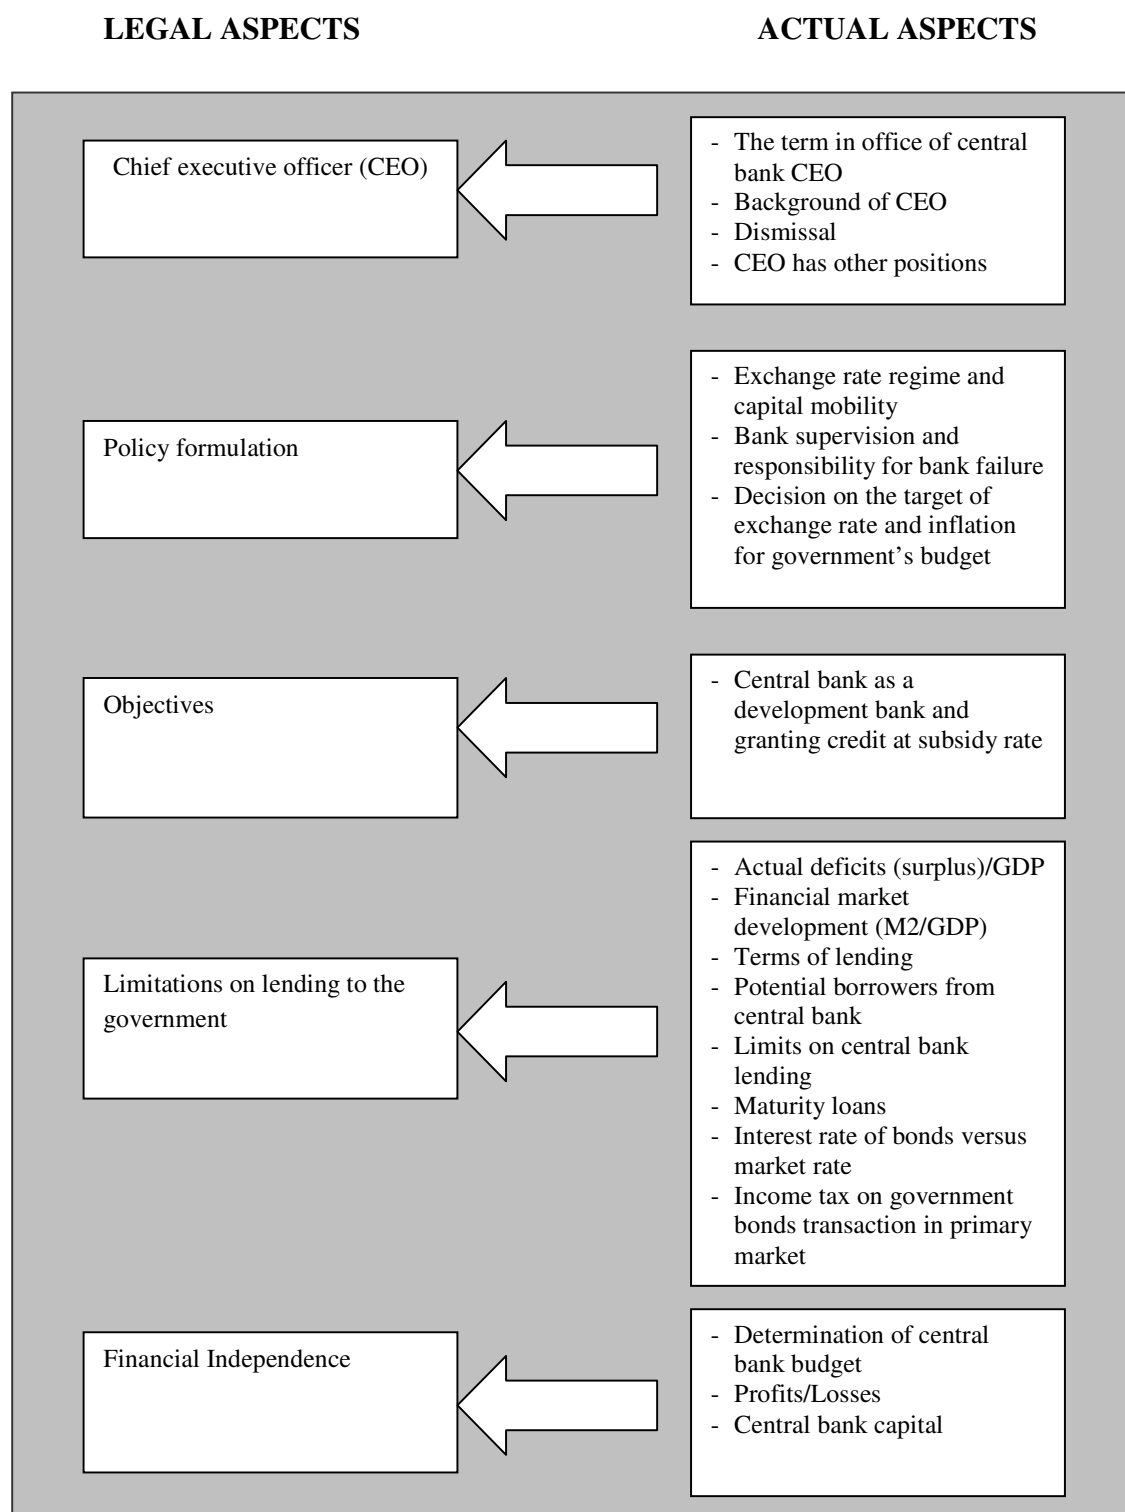 LEGAL ASPECTS
ACTUAL ASPECTS
Chief executive officer (CEO)
- The term in office of central
bank CEO
- Background of CEO
- Dismissal
- CEO has other positions
Policy formulation
- Exchange rate regime and
capital mobility
- Bank supervision and
responsibility for bank failure
- Decision on the target of
exchange rate and inflation
for government's budget
Objectives
- Central bank as a
development bank and
granting credit at subsidy rate
Limitations on lending to the
government
- Actual deficits (surplus)/GDP
- Financial market
development (M2/GDP)
- Terms of lending
- Potential borrowers from
central bank
- Limits on central bank
lending
- Maturity loans
- Interest rate of bonds versus
market rate
- Income tax on government
bonds transaction in primary
market
Financial Independence
- Determination of central
bank budget
- Profits/Losses
- Central bank capital